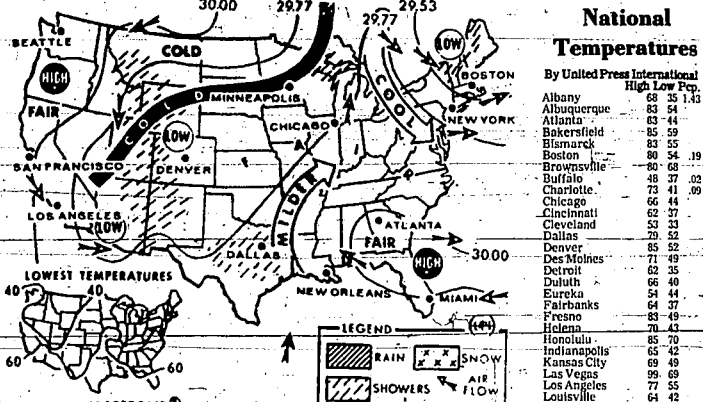 30.00
29.77
29.77
29.53
SEATTLE
COLD
LOW
HIGH
BOSTON
MINNEAPOLIS
COLD
COOL
FAIR
NEW YORK
CHICAGO
LOW
SAN FRANCISCO
DENVER
FAIR
MILDER
LOS ANGELES
(LOW)
ATLANTA
FAIR
DALLAS
HIGH
30.00
LOWEST TEMPERATURES
NEW ORLEANS
MIAMI
40
40
60
60
LEGEND
RAIN
SNOW
SHOWERS
AIR FLOW
National
Temperatures
By United Press International
High Low Pcp.
Albany 68 35 1.43
Albuquerque 83 54
Atlanta 63 44
Bakersfield 85 59
Bismarck 83 55
Boston 80 54 .19
Brownsville 80 68
Buffalo 48 37 .02
Charlotte 73 41 .09
Chicago 66 44
Cincinnati 62 37
Cleveland 53 33
Dallas 79 52
Denver 85 52
Des Moines 71 49
Detroit 62 35
Duluth 66 40
Eureka 54 44
Fairbanks 64 37
Fresno 83 49
Helena 70 43
Honolulu 85 70
Indianapolis 65 42
Kansas City 69 49
Las Vegas 99 69
Los Angeles 77 55
Louisville 64 42